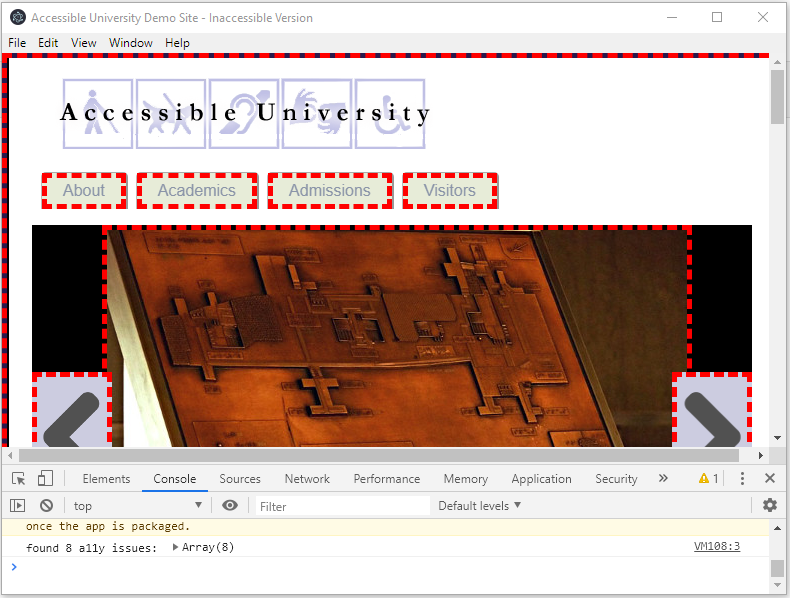 Accessible University Demo Site - Inaccessible Version
File Edit View Window Help
Accessible University
About Academics Admissions Visitors
Elements Console Sources Network Performance Memory Application Security » 1
top Filter Default levels
once the app is packaged.
found 8 a11y issues: Array(8) VM108:3